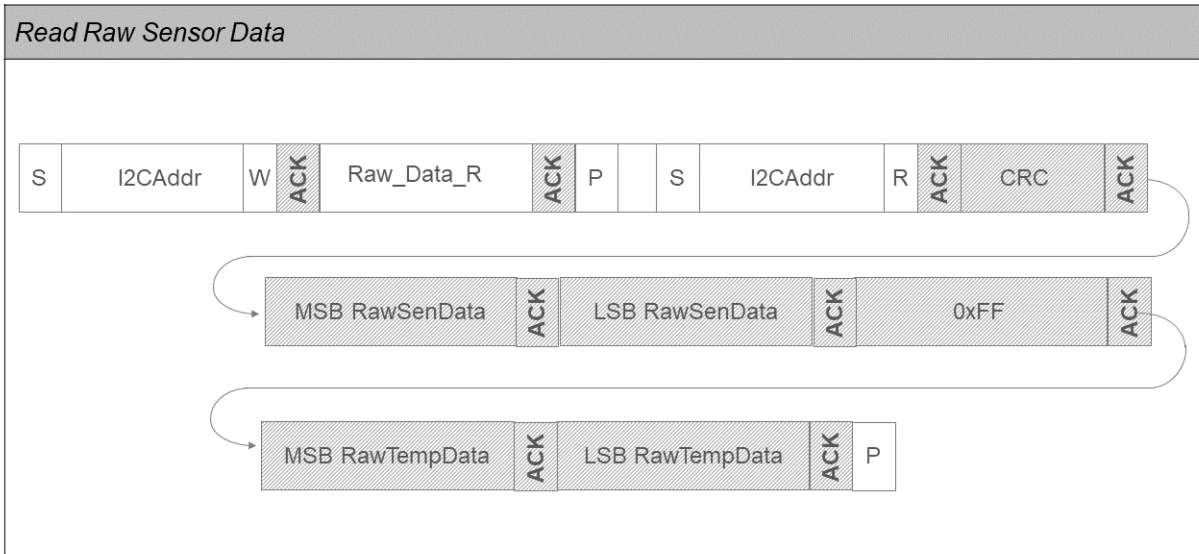 Read Raw Sensor Data
S I2CAddr W ACK Raw_Data_R ACK P S I2CAddr R ACK CRC ACK
MSB RawSenData ACK LSB RawSenData ACK 0xFF ACK
MSB RawTempData ACK LSB RawTempData ACK P